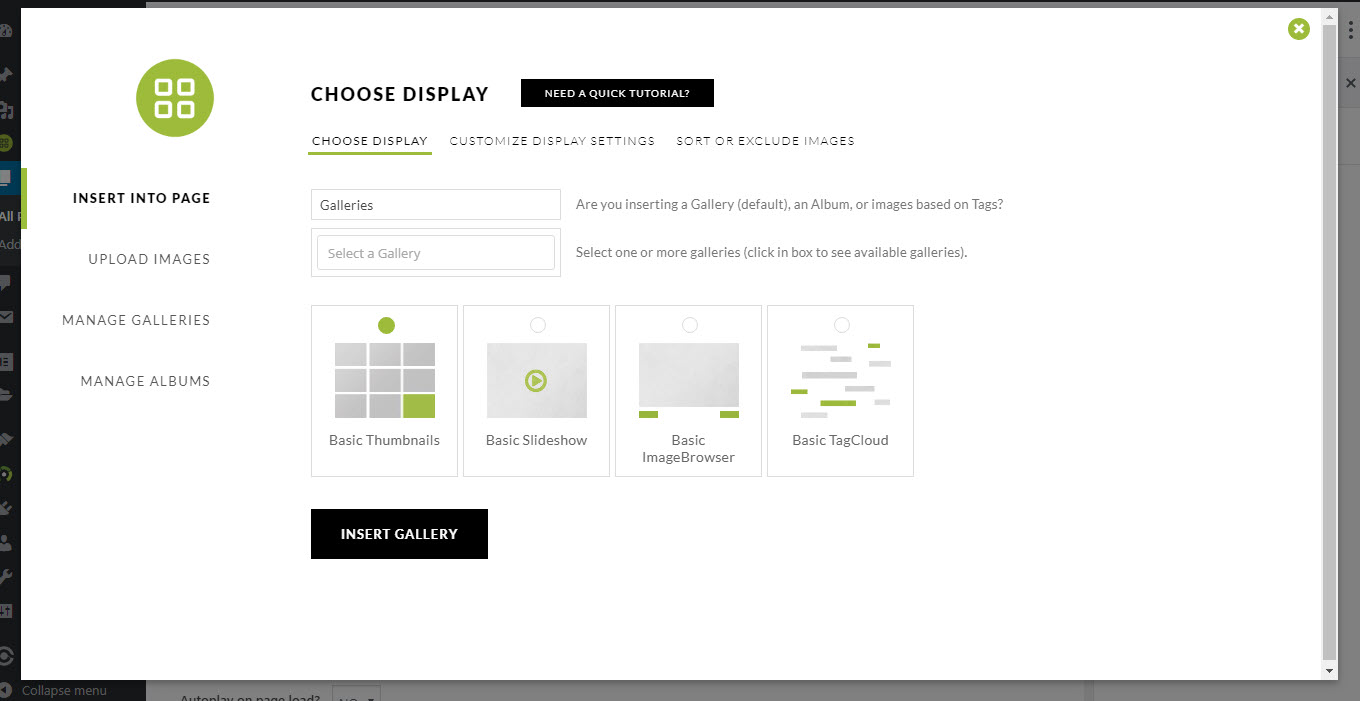 CHOOSE DISPLAY
NEED A QUICK TUTORIAL?
CHOOSE DISPLAY
CUSTOMIZE DISPLAY SETTINGS
SORT OR EXCLUDE IMAGES
INSERT INTO PAGE
UPLOAD IMAGES
MANAGE GALLERIES
MANAGE ALBUMS
Galleries
Are you inserting a Gallery (default), an Album, or images based on Tags?
Select a Gallery
Select one or more galleries (click in box to see available galleries).
Basic Thumbnails
Basic Slideshow
Basic
ImageBrowser
Basic TagCloud
INSERT GALLERY
All
Add
Collapse menu
Autoplay on page load?
NO